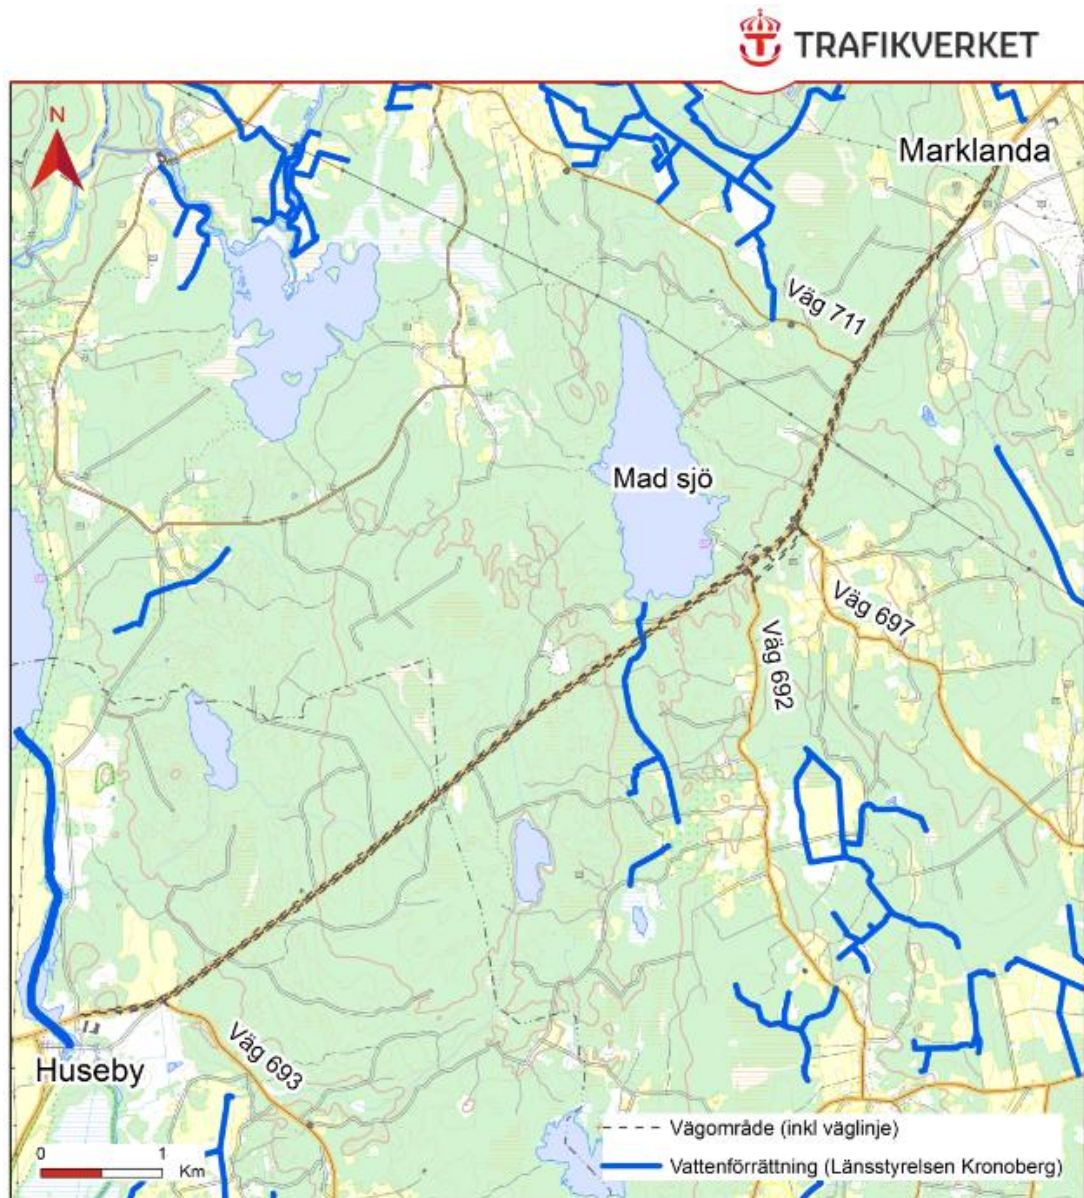 TRAFIKVERKET
N
Marklanda
Väg 711
Mad sjö
Väg 697
Väg 692
Väg 693
Huseby
Vägområde (inkl väglinje)
0 1
Km
Vattenförrättning (Länsstyrelsen Kronoberg)